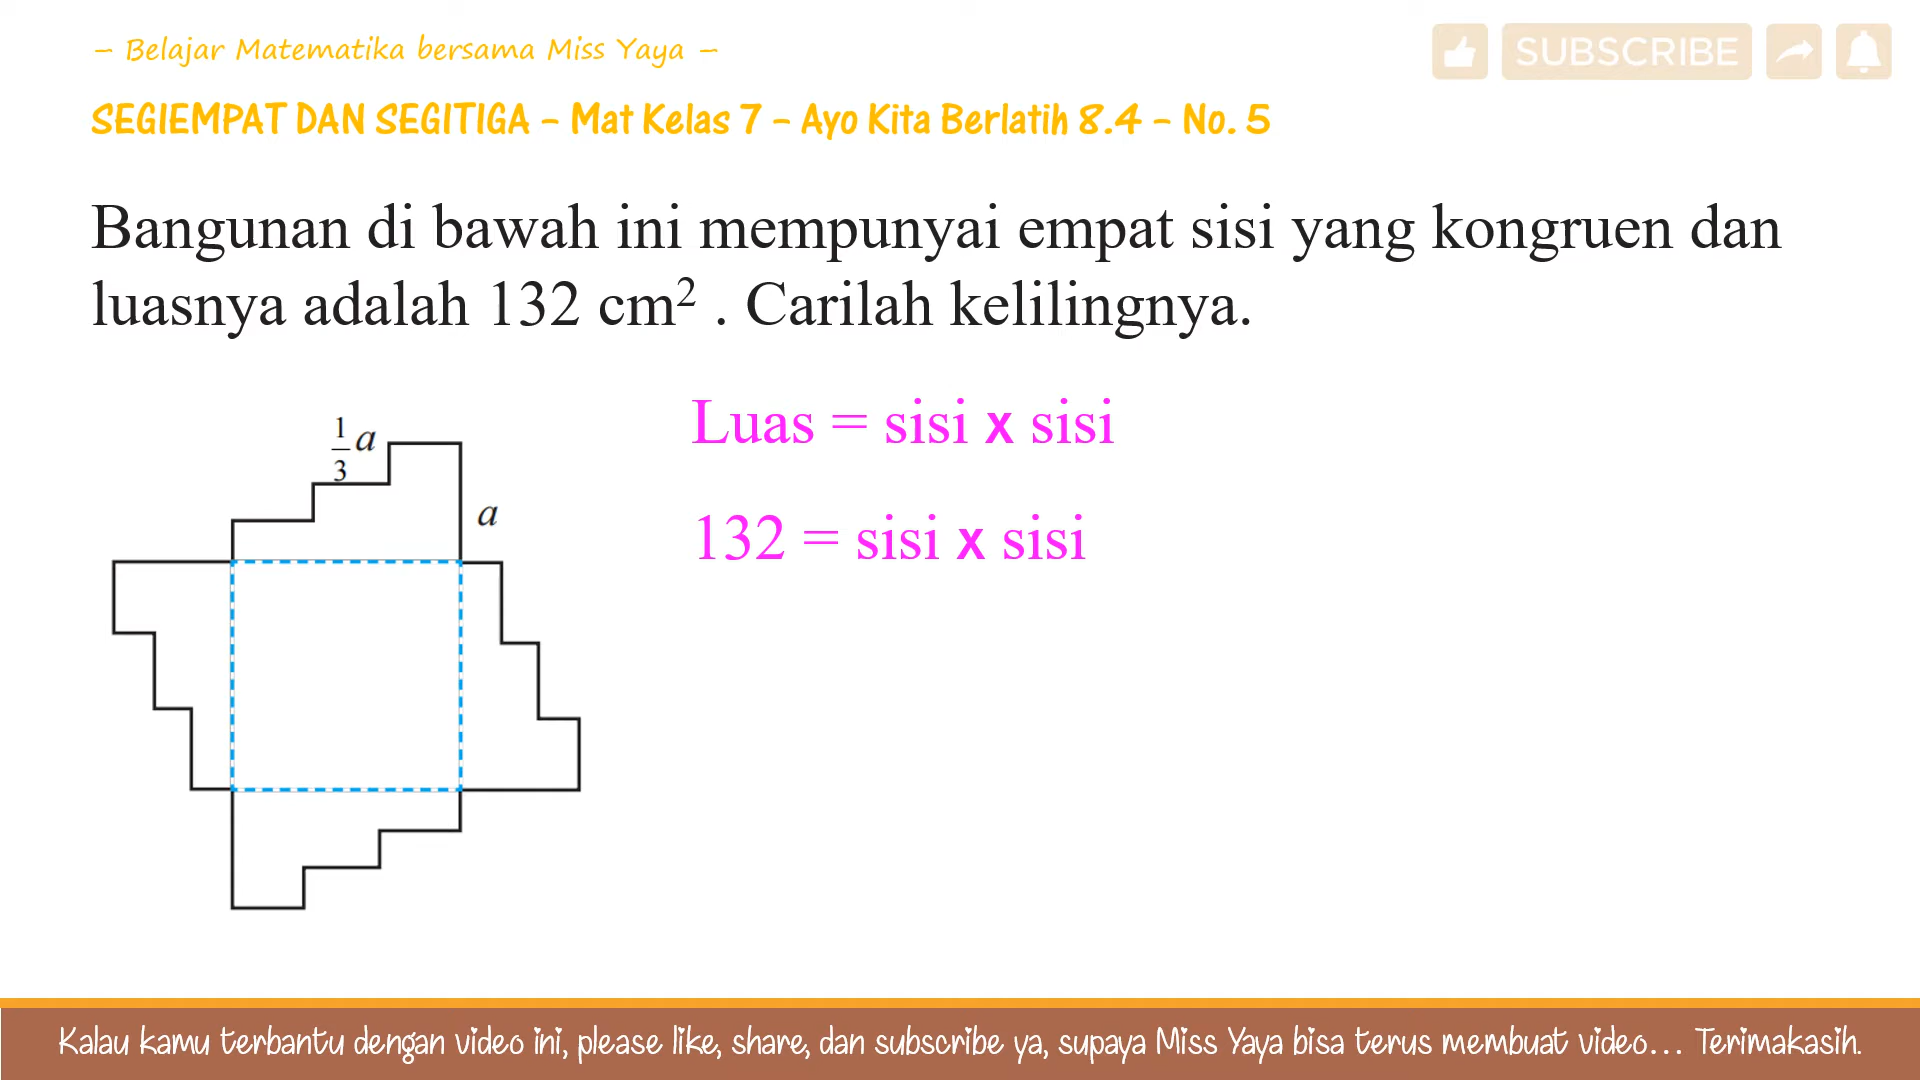 – Belajar Matematika bersama Miss Yaya –
SUBSCRIBE
SEGIEMPAT DAN SEGITIGA – Mat Kelas 7 – Ayo Kita Berlatih 8.4 – No. 5
Bangunan di bawah ini mempunyai empat sisi yang kongruen dan
luasnya adalah 132 cm² . Carilah kelilingnya.
1/3 a
a
Luas = sisi x sisi
132 = sisi x sisi
Kalau kamu terbantu dengan video ini, please like, share, dan subscribe ya, supaya Miss Yaya bisa terus membuat video... Terimakasih.